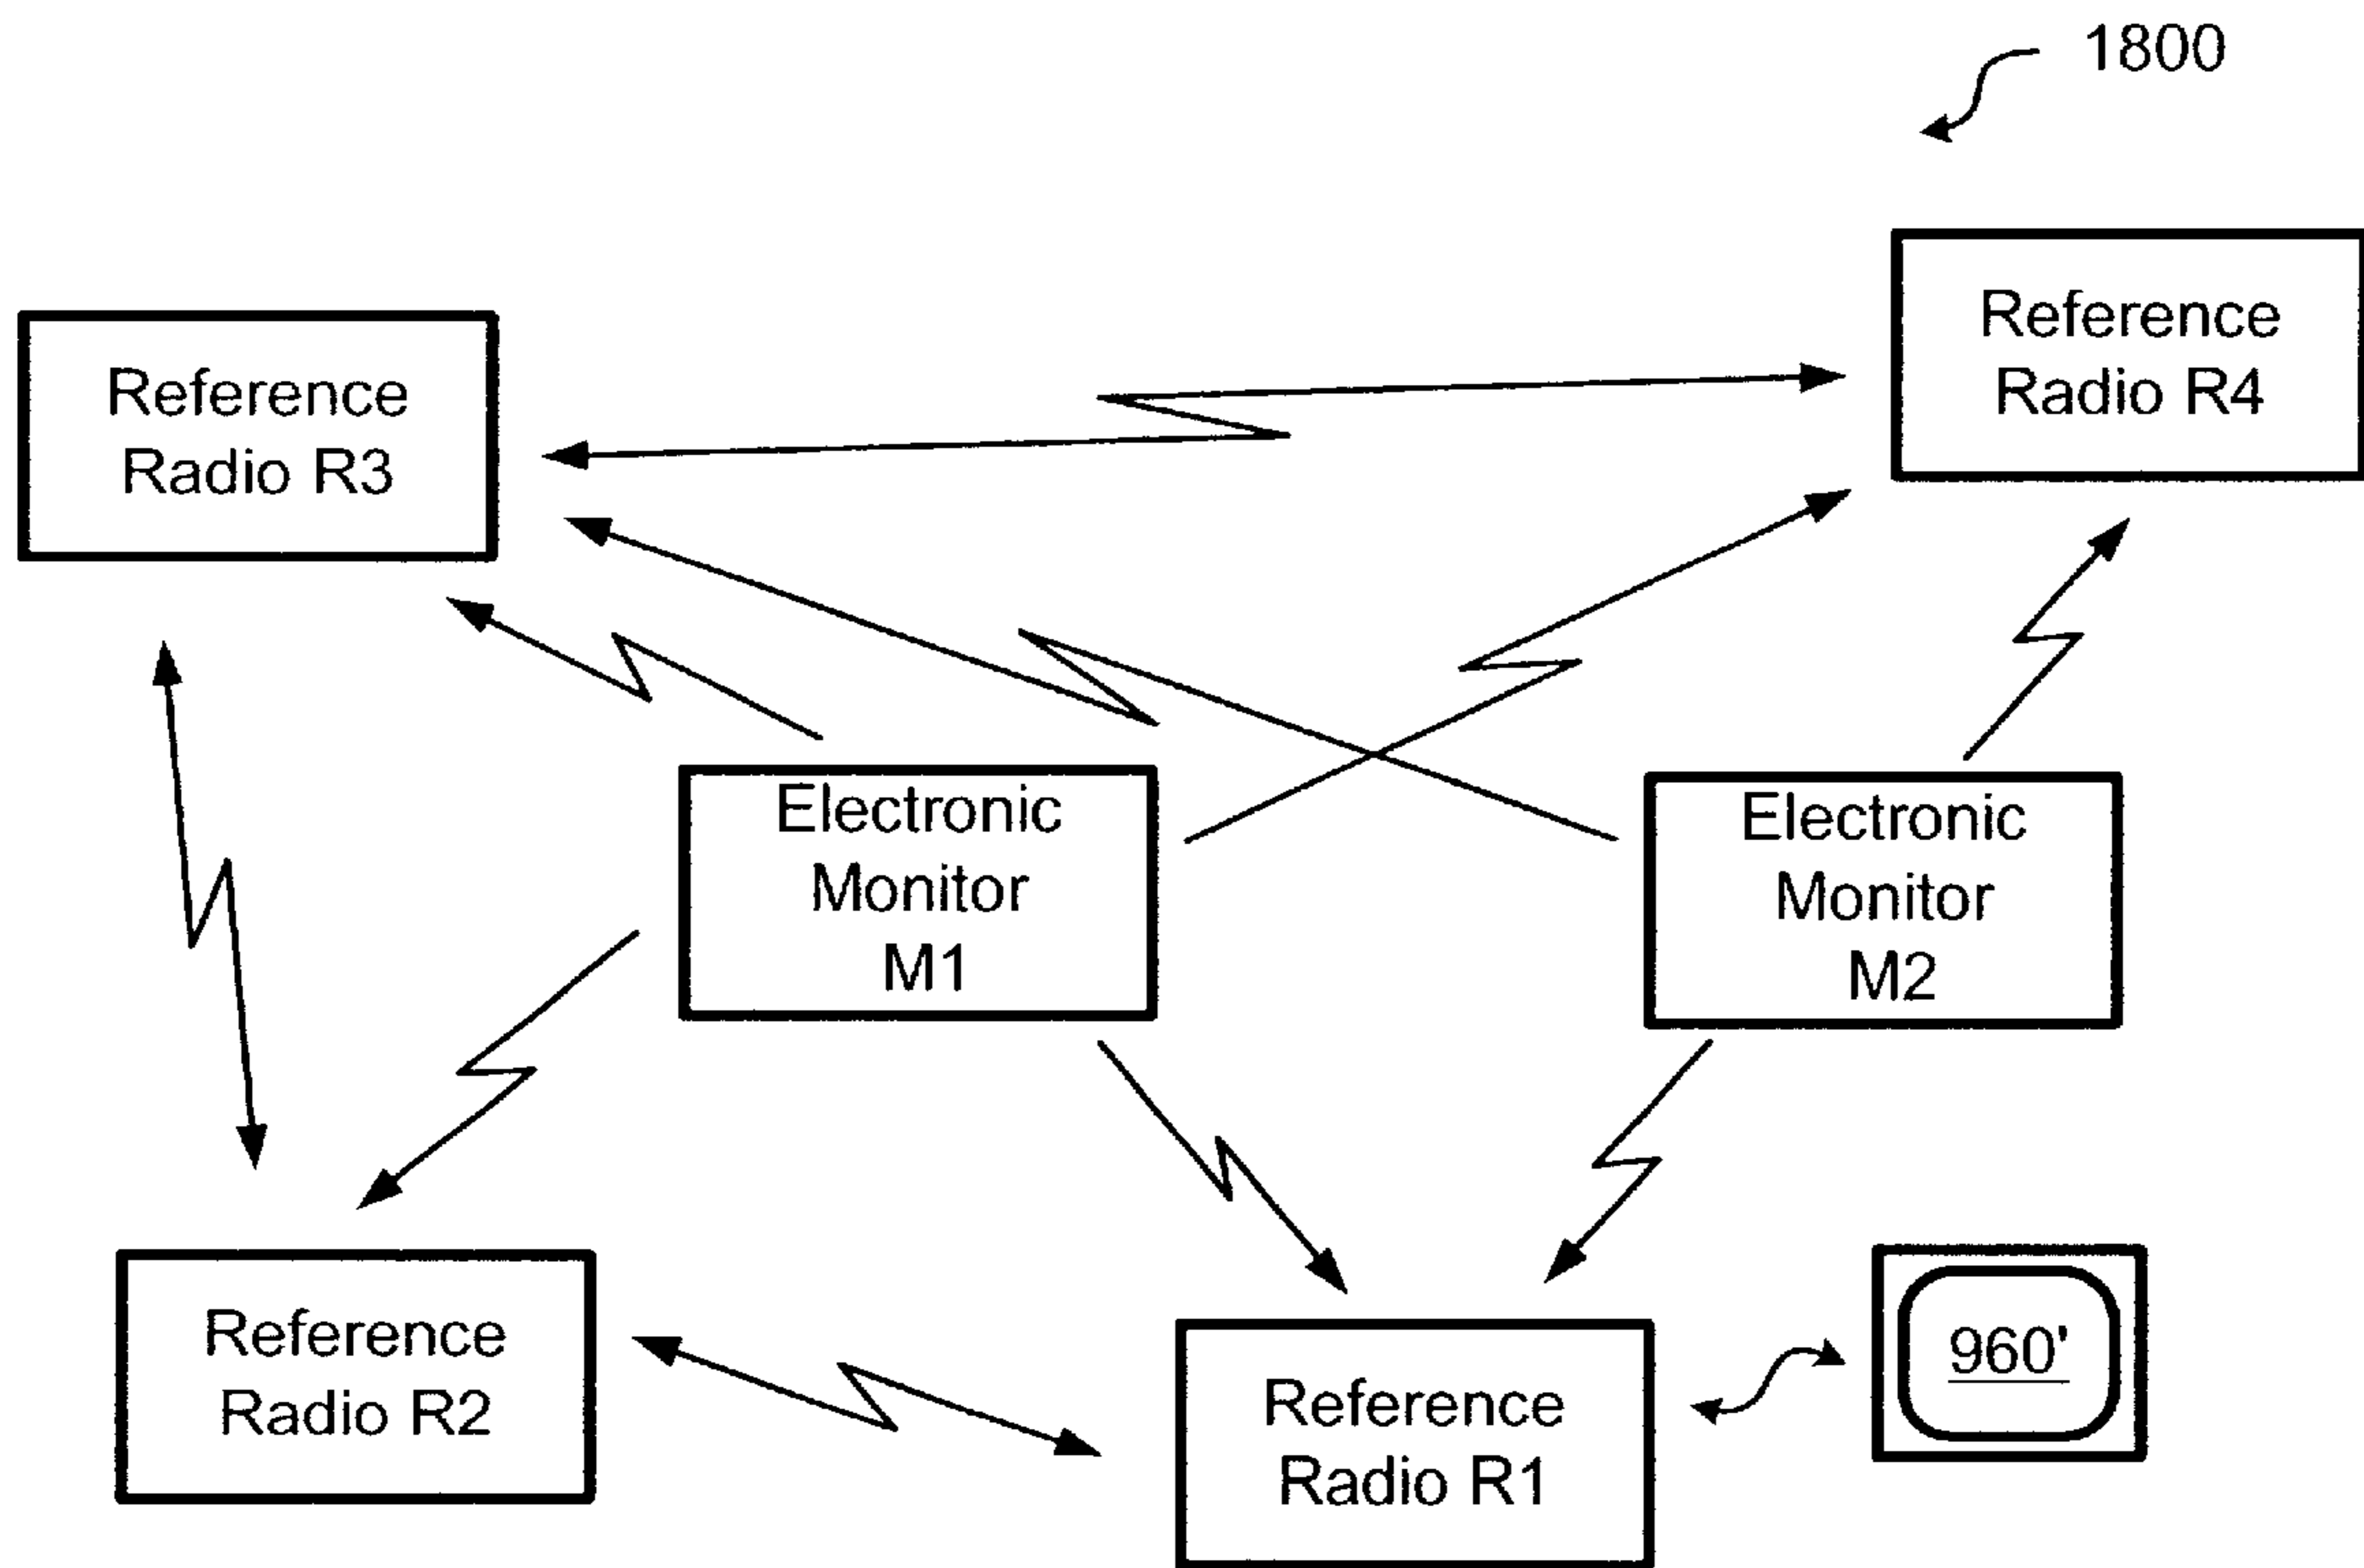 1800
Reference
Radio R4
Reference
Radio R3
Electronic
Monitor
M1
Electronic
Monitor
M2
Reference
Radio R2
Reference
Radio R1
960'